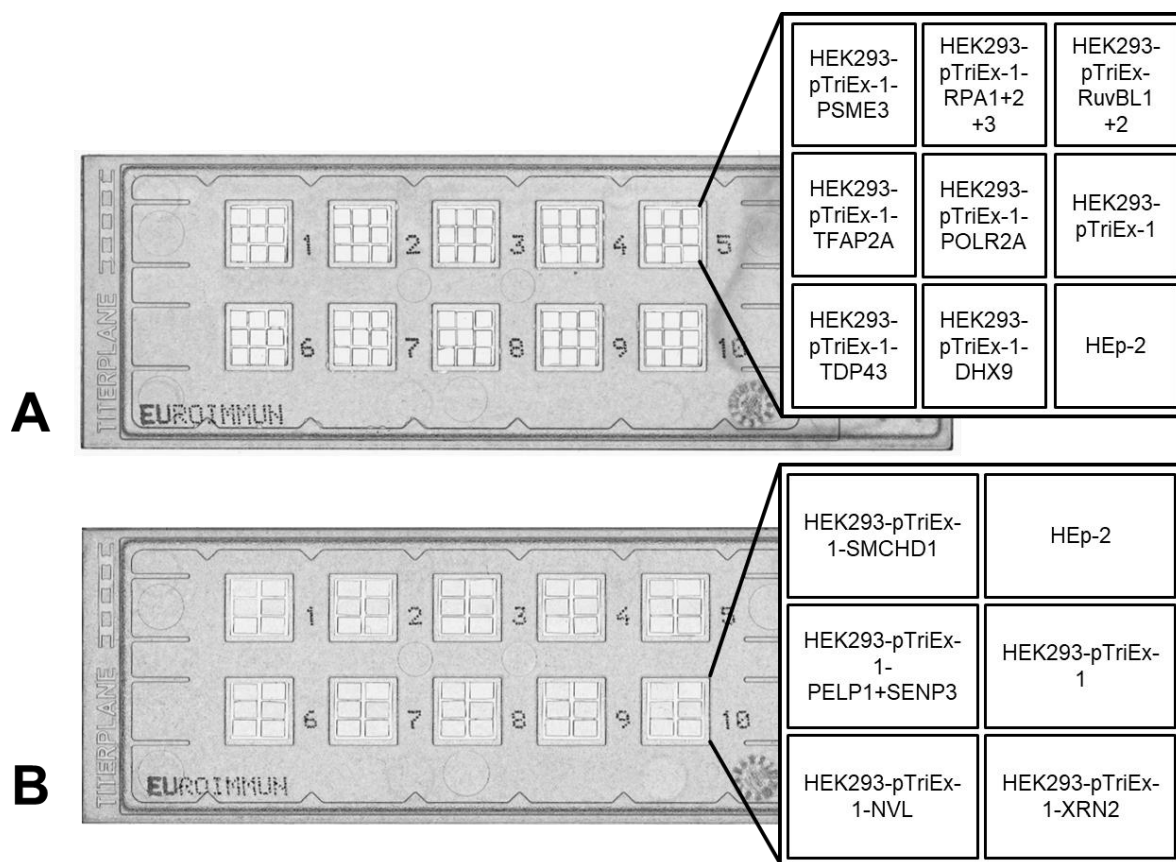 A
TITERPLANE
1
2
3
4
5
6
7
8
9
10
EUROIMMUN
HEK293-
pTriEx-1-
PSME3
HEK293-
pTriEx-1-
RPA1+2
+3
HEK293-
pTriEx-
RuvBL1
+2
HEK293-
pTriEx-1-
TFAP2A
HEK293-
pTriEx-1-
POLR2A
HEK293-
pTriEx-1
HEK293-
pTriEx-1-
TDP43
HEK293-
pTriEx-1-
DHX9
HEp-2
B
TITERPLANE
1
2
3
4
5
6
7
8
9
10
EUROIMMUN
HEK293-pTriEx-
1-SMCHD1
HEp-2
HEK293-pTriEx-
1-
PELP1+SENP3
HEK293-pTriEx-
1
HEK293-pTriEx-
1-NVL
HEK293-pTriEx-
1-XRN2